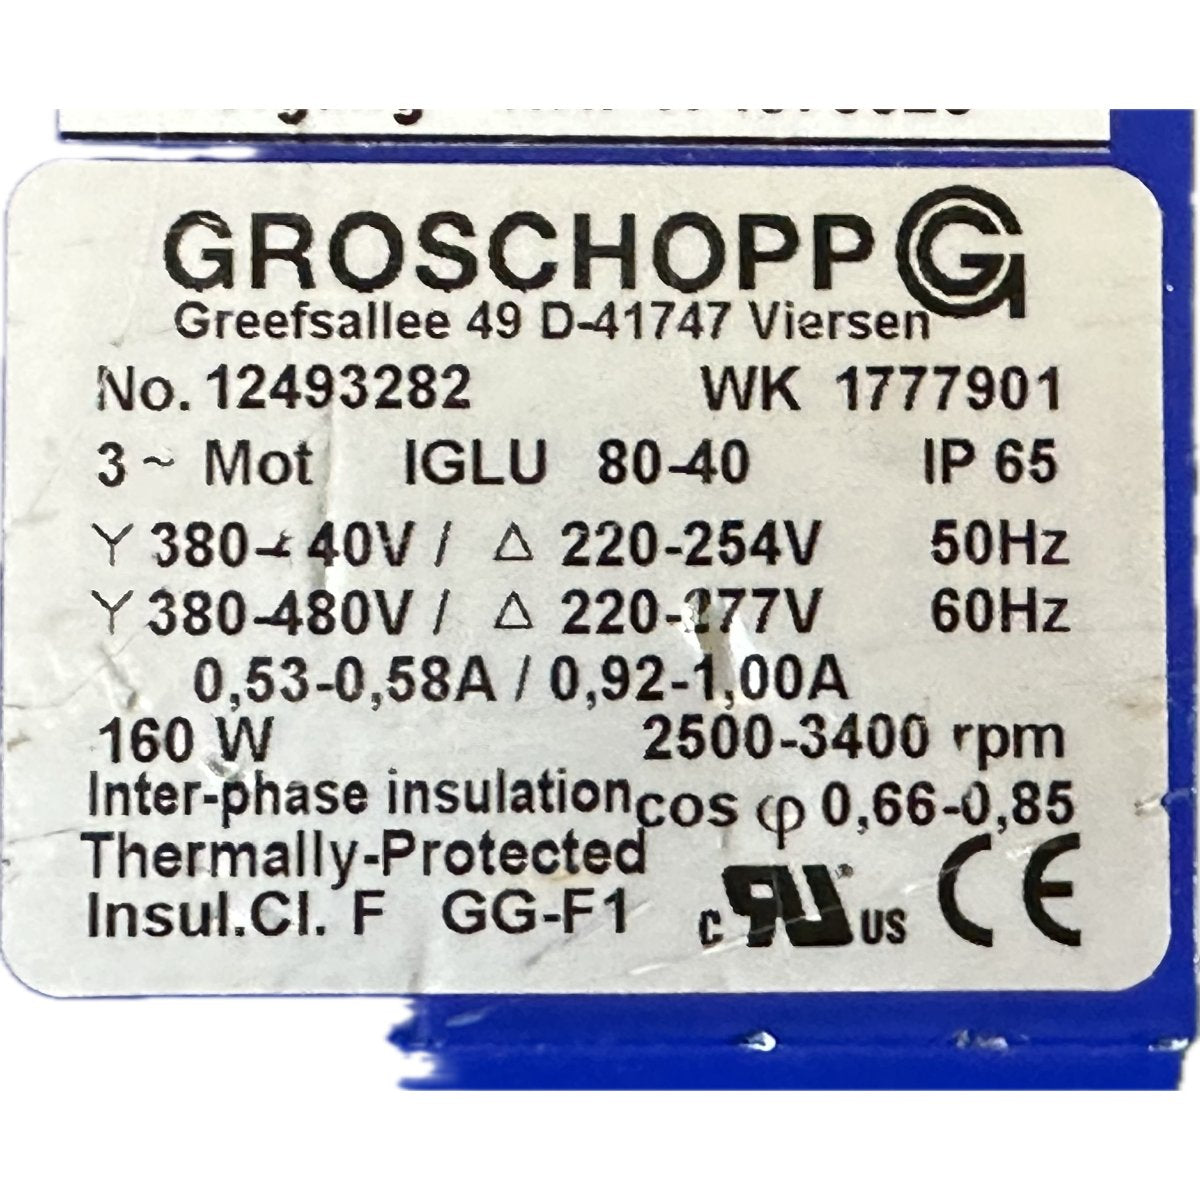 GROSCHOPP
Greefsallee 49 D-41747 Viersen
No. 12493282 WK 1777901
3 ~ Mot IGLU 80-40 IP 65
Y 380- 40V / Δ 220-254V 50Hz
Y 380-480V / Δ 220-277V 60Hz
0,53-0,58A / 0,92-1,00A
160 W 2500-3400 rpm
Inter-phase insulation cos φ 0,66-0,85
Thermally-Protected
Insul.Cl. F GG-F1 c RU US CE